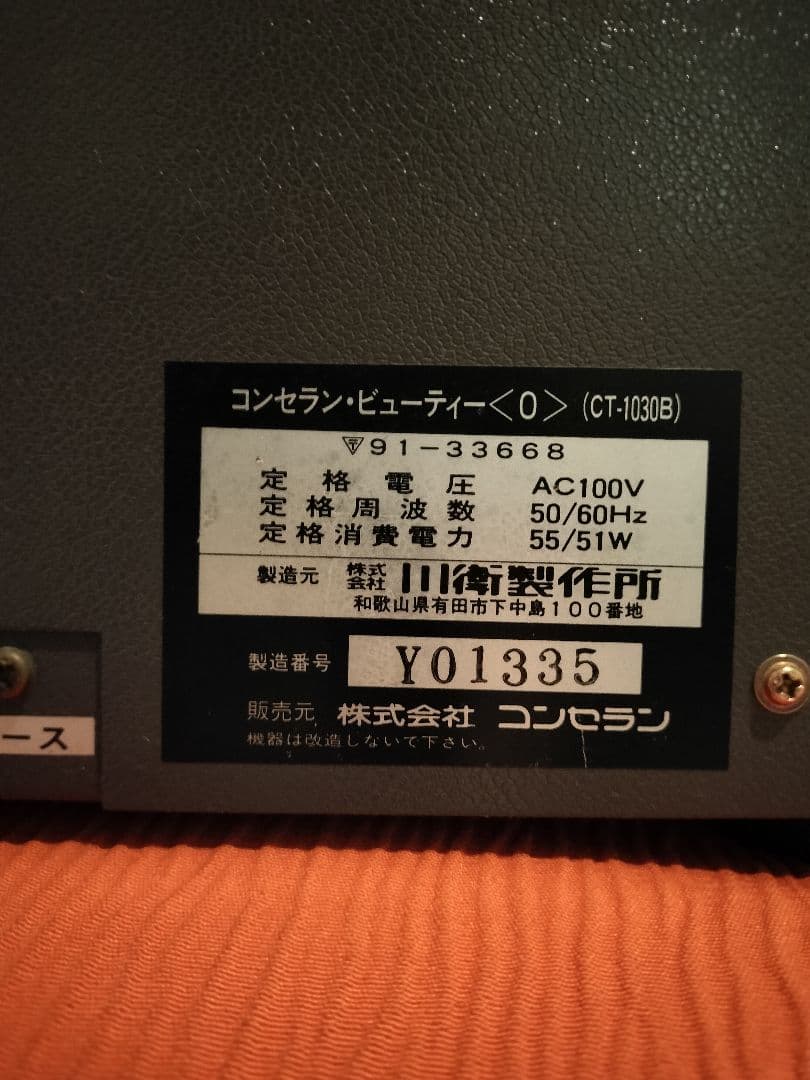 コンセラン・ビューティー<0> (CT-1030B)
〒91-33668
定格電圧 AC100V
定格周波数 50/60Hz
定格消費電力 55/51W
製造元 株式会社 川衛製作所
和歌山県有田市下中島100番地
製造番号 Y01335
販売元 株式会社 コンセラン
機器は改造しないで下さい。
ース